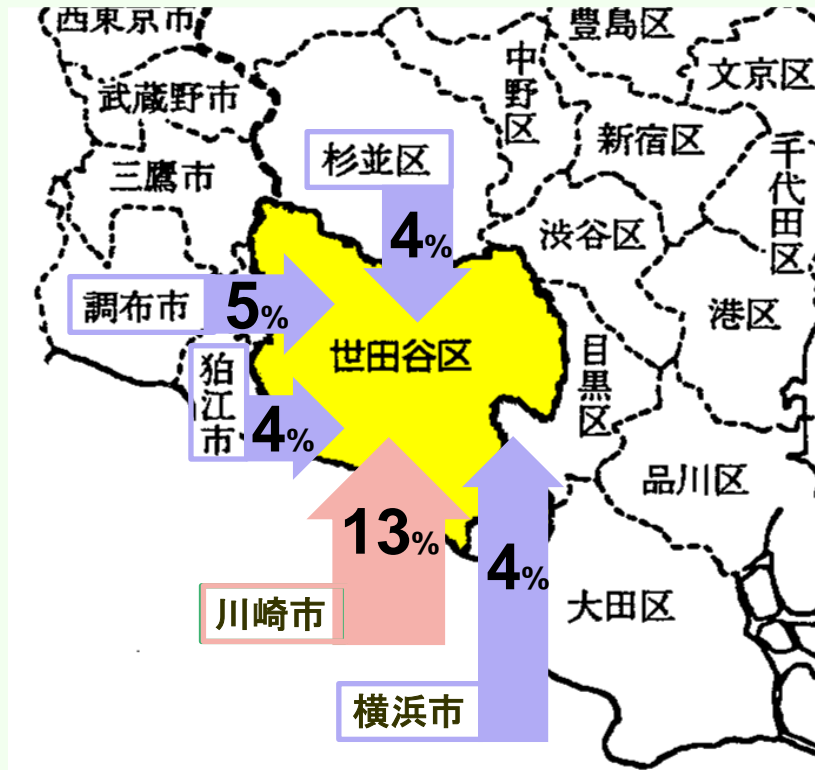 西東京市
豊島区
中野区
文京区
武蔵野市
新宿区
千代田区
杉並区
三鷹市
渋谷区
4%
調布市
5%
港区
世田谷区
目黒区
狛江市
4%
品川区
13%
4%
川崎市
大田区
横浜市